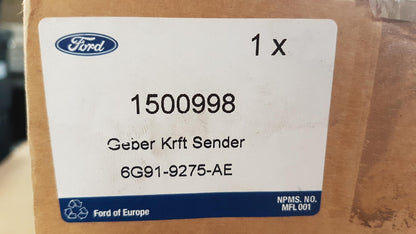 Ford
1 x
1500998
Geber Krft Sender
6G91-9275-AE
Ford of Europe
NPMS. NO.
MFL 001